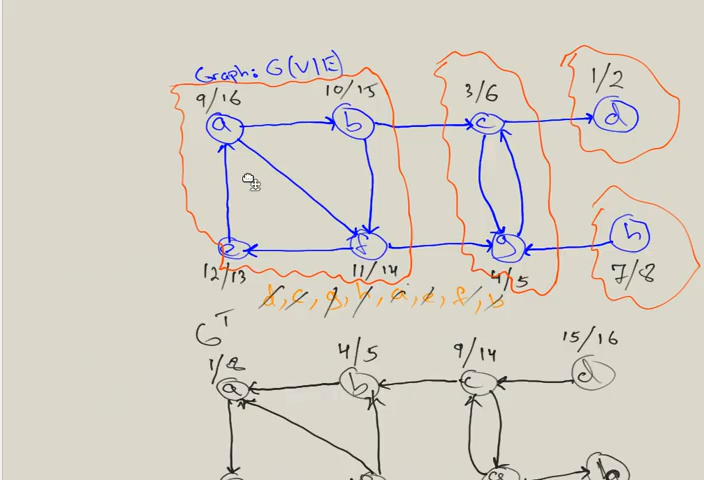 Graph: G(V/E)
9/16 10/15 3/6 1/2
a b c d
e f g h
12/13 11/14 4/5 7/8
d, c, g, h, a, e, f, b
G^T
1/8 4/5 9/14 15/16
a b c d